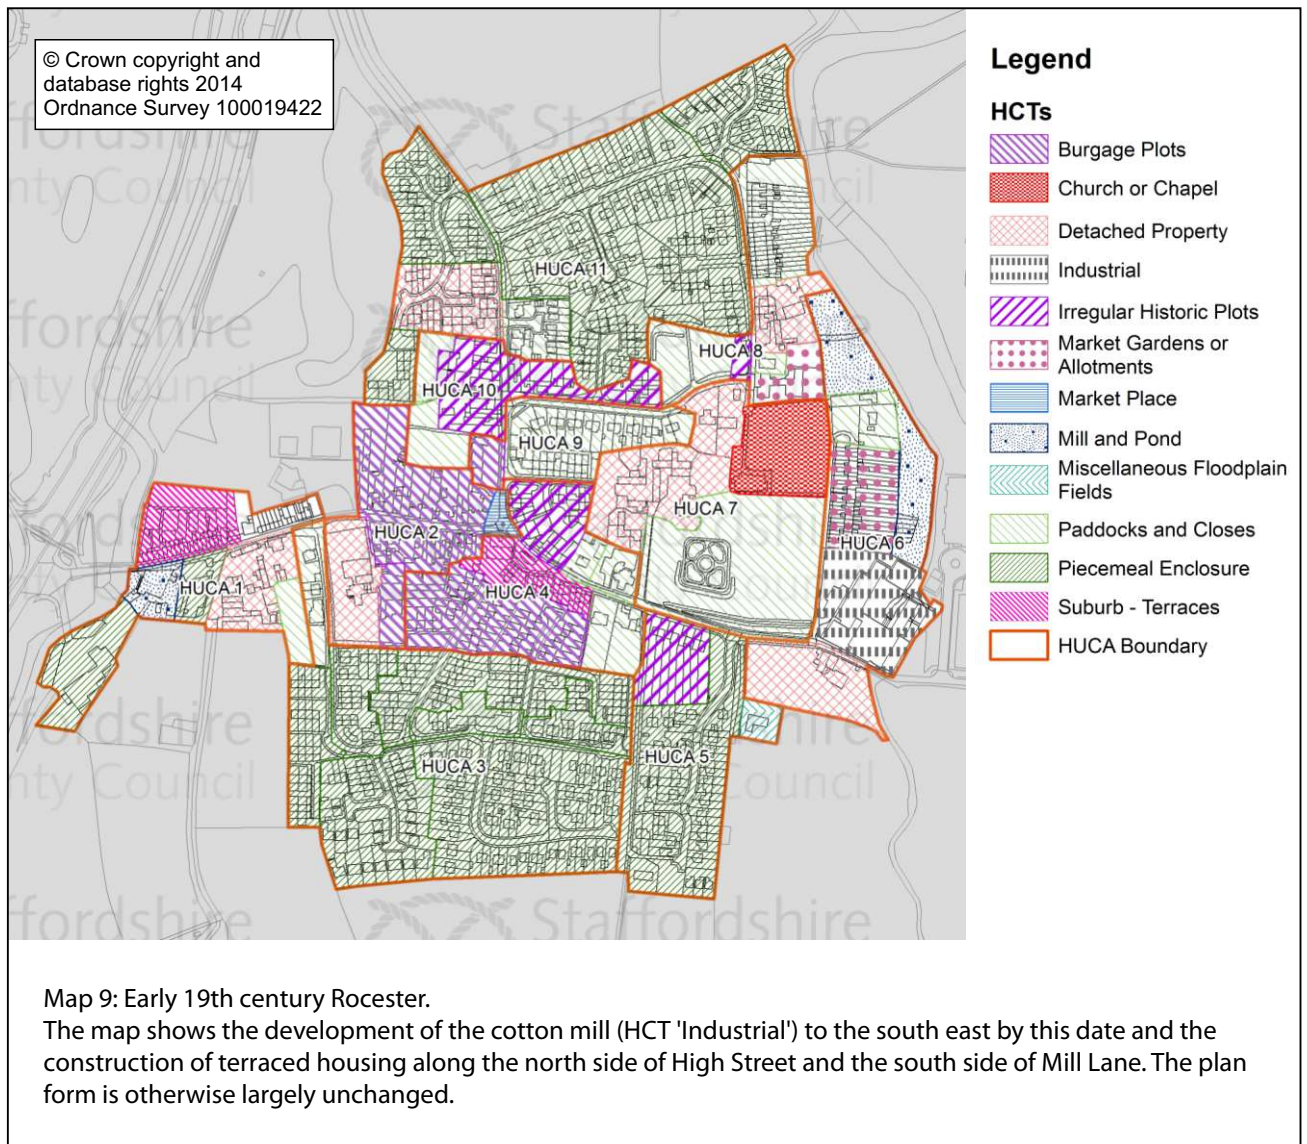 © Crown copyright and
database rights 2014
Ordnance Survey 100019422
Staffordshire
County Council
HUCA 11
HUCA 8
HUCA 10
HUCA 9
HUCA 7
HUCA 2
HUCA 6
HUCA 1
HUCA 4
HUCA 5
HUCA 3
Legend
HCTs
Burgage Plots
Church or Chapel
Detached Property
Industrial
Irregular Historic Plots
Market Gardens or
Allotments
Market Place
Mill and Pond
Miscellaneous Floodplain
Fields
Paddocks and Closes
Piecemeal Enclosure
Suburb - Terraces
HUCA Boundary
Map 9: Early 19th century Rocester.
The map shows the development of the cotton mill (HCT 'Industrial') to the south east by this date and the
construction of terraced housing along the north side of High Street and the south side of Mill Lane. The plan
form is otherwise largely unchanged.